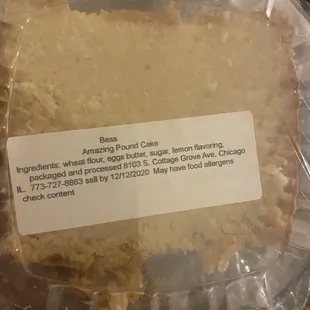 Bess
Amazing Pound Cake
Ingredients: wheat flour, eggs butter, sugar, lemon flavoring,
packaged and processed 8103 S. Cottage Grove Ave. Chicago
IL. 773-727-8883 sell by 12/12/2020 May have food allergens
check content